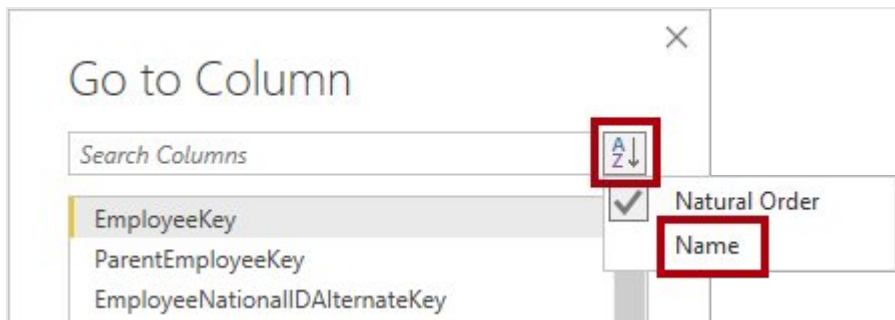 Go to Column
Search Columns
A
Z
Natural Order
Name
EmployeeKey
ParentEmployeeKey
EmployeeNationalIDAlternateKey